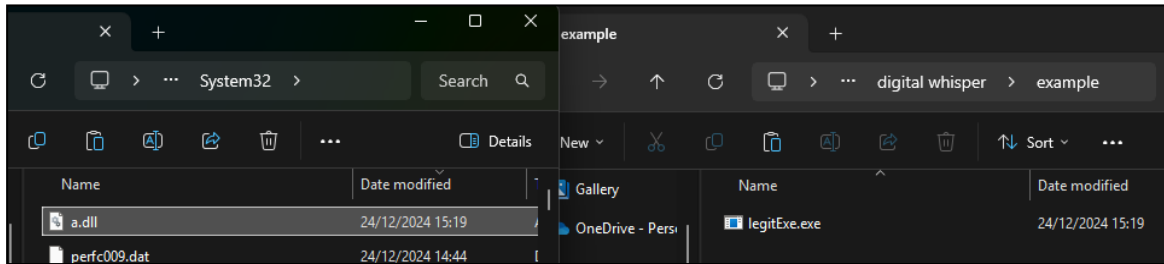 System32
Search
Details
Name Date modified
a.dll 24/12/2024 15:19
perfc009.dat 24/12/2024 14:44
example
digital whisper example
New Sort
Gallery
OneDrive - Pers
Name Date modified
legitExe.exe 24/12/2024 15:19